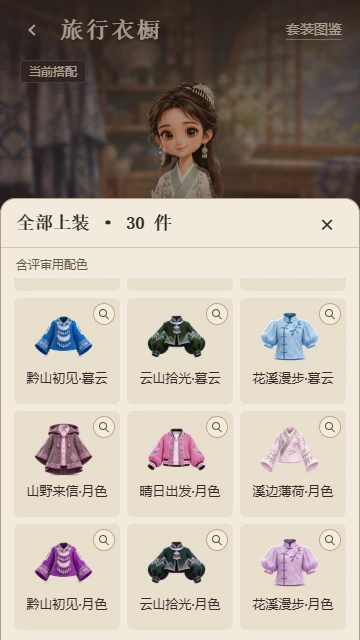 旅行衣橱
套装图鉴
当前搭配
全部上装 · 30 件
含评审用配色
黔山初见·暮云
云山拾光·暮云
花溪漫步·暮云
山野来信·月色
晴日出发·月色
溪边薄荷·月色
黔山初见·月色
云山拾光·月色
花溪漫步·月色